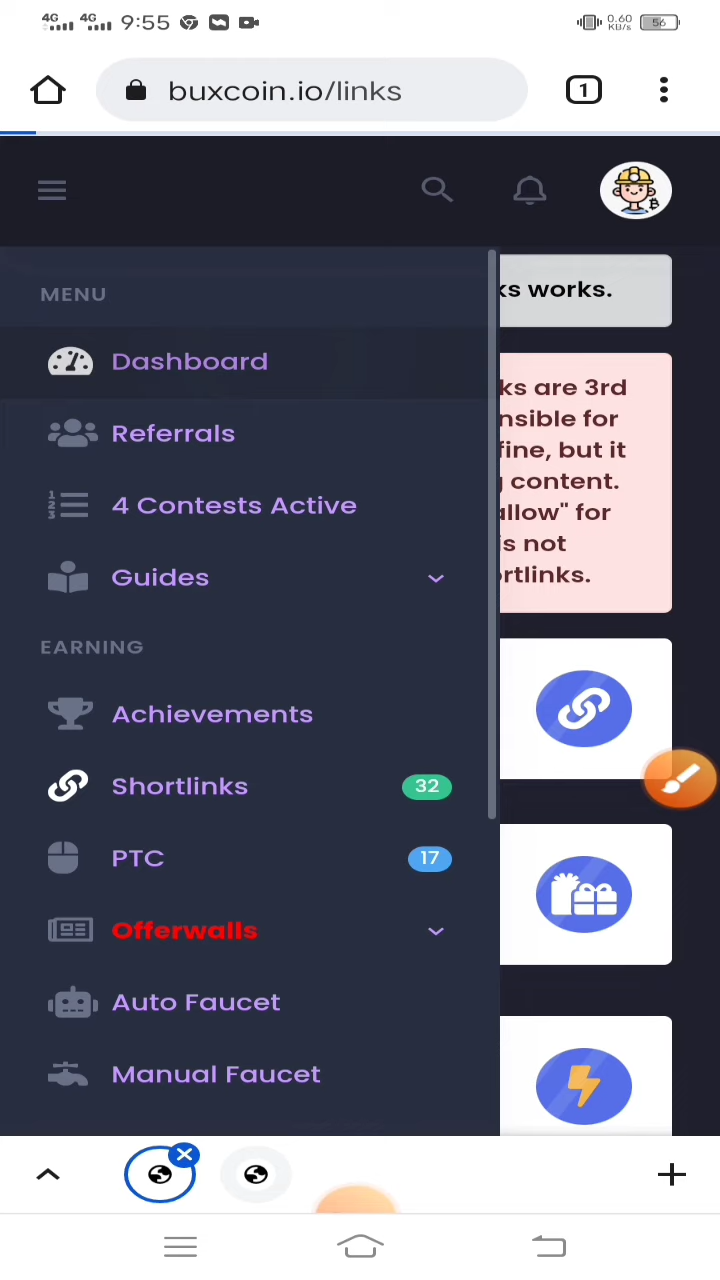 4G 4G 9:55 0.60 KB/s 56
buxcoin.io/links 1
MENU
ks works.
Dashboard
ks are 3rd
nsible for
Referrals
fine, but it
content.
4 Contests Active
allow" for
is not
Guides
rtlinks.
EARNING
Achievements
Shortlinks 32
PTC 17
Offerwalls
Auto Faucet
Manual Faucet